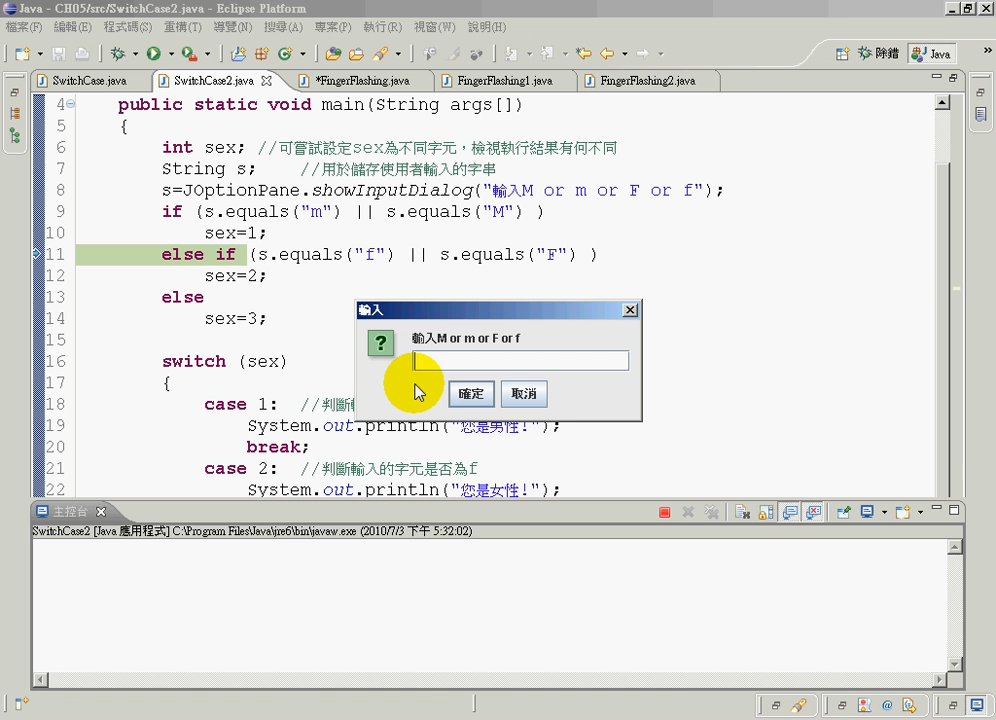 Java - CH05/src/SwitchCase2.java - Eclipse Platform
檔案(F) 編輯(E) 程式碼(S) 重構(T) 導覽(N) 搜尋(A) 專案(P) 執行(R) 視窗(W) 說明(H)
除錯 Java
SwitchCase.java SwitchCase2.java *FingerFlashing.java FingerFlashing1.java FingerFlashing2.java
4 public static void main(String args[])
5 {
6 int sex; //可嘗試設定sex為不同字元，檢視執行結果有何不同
7 String s; //用於儲存使用者輸入的字串
8 s=JOptionPane.showInputDialog("輸入M or m or F or f");
9 if (s.equals("m") || s.equals("M") )
10 sex=1;
11 else if (s.equals("f") || s.equals("F") )
12 sex=2;
13 else
14 sex=3;
15
16 switch (sex)
17 {
18 case 1: //判斷
19 System.out.println("您是男性!");
20 break;
21 case 2: //判斷輸入的字元是否為f
22 System.out.println("您是女性!");
輸入
輸入M or m or F or f
確定 取消
主控台
SwitchCase2 [Java 應用程式] C:\Program Files\Java\jre6\bin\javaw.exe (2010/7/3 下午 5:32:02)